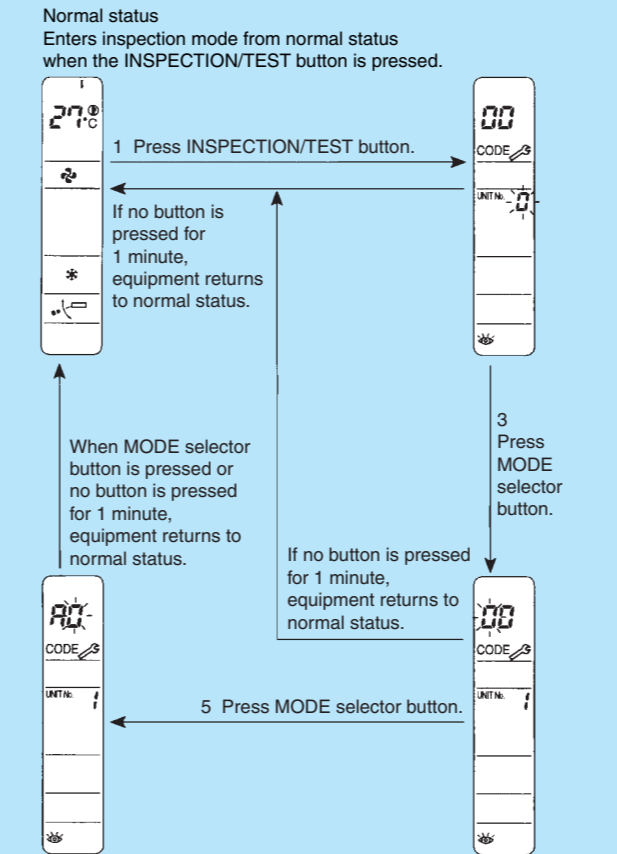 Normal status
Enters inspection mode from normal status
when the INSPECTION/TEST button is pressed.
27.0
°C
1 Press INSPECTION/TEST button.
If no button is
pressed for
1 minute,
equipment returns
to normal status.
00
CODE
UNIT No. 0
3
Press
MODE
selector
button.
When MODE selector
button is pressed or
no button is pressed
for 1 minute,
equipment returns to
normal status.
If no button is pressed
for 1 minute,
equipment returns to
normal status.
A0
CODE
UNIT No. 1
5 Press MODE selector button.
00
CODE
UNIT No. 1